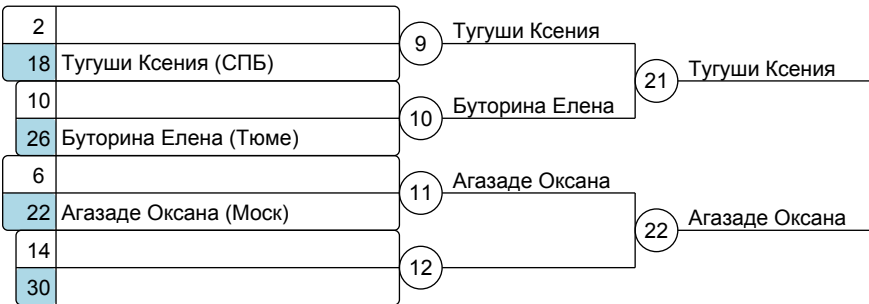 2
18 Тугуши Ксения (СПБ)
10
26 Буторина Елена (Тюме)
6
22 Агазаде Оксана (Моск)
14
30
9 Тугуши Ксения
10 Буторина Елена
11 Агазаде Оксана
12
21 Тугуши Ксения
22 Агазаде Оксана